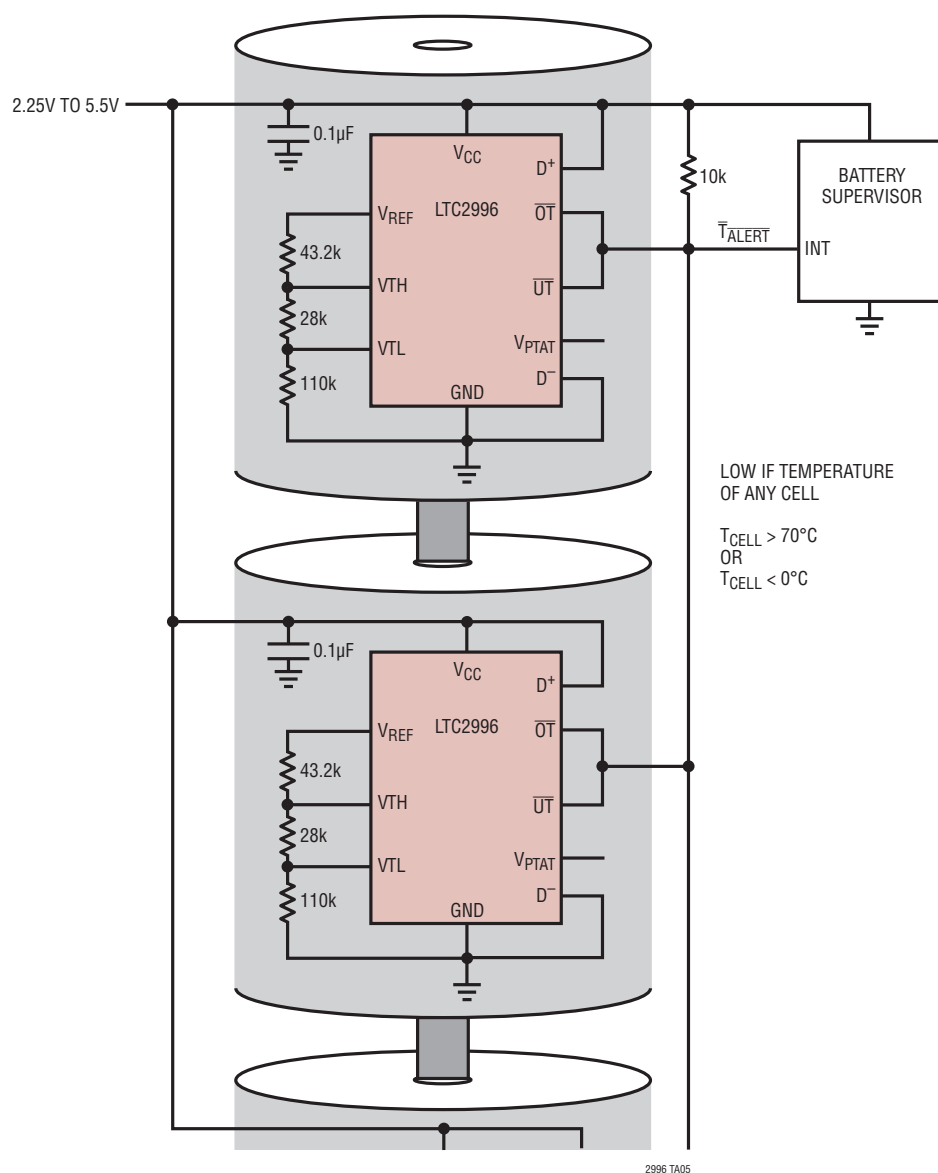 2.25V TO 5.5V
0.1µF
VCC
D+
LTC2996
VREF
OT
43.2k
VTH
UT
28k
VTL
VPTAT
110k
D−
GND
10k
BATTERY
SUPERVISOR
TALERT
INT
LOW IF TEMPERATURE
OF ANY CELL
TCELL > 70°C
OR
TCELL < 0°C
0.1µF
VCC
D+
LTC2996
VREF
OT
43.2k
VTH
UT
28k
VTL
VPTAT
110k
D−
GND
2996 TA05